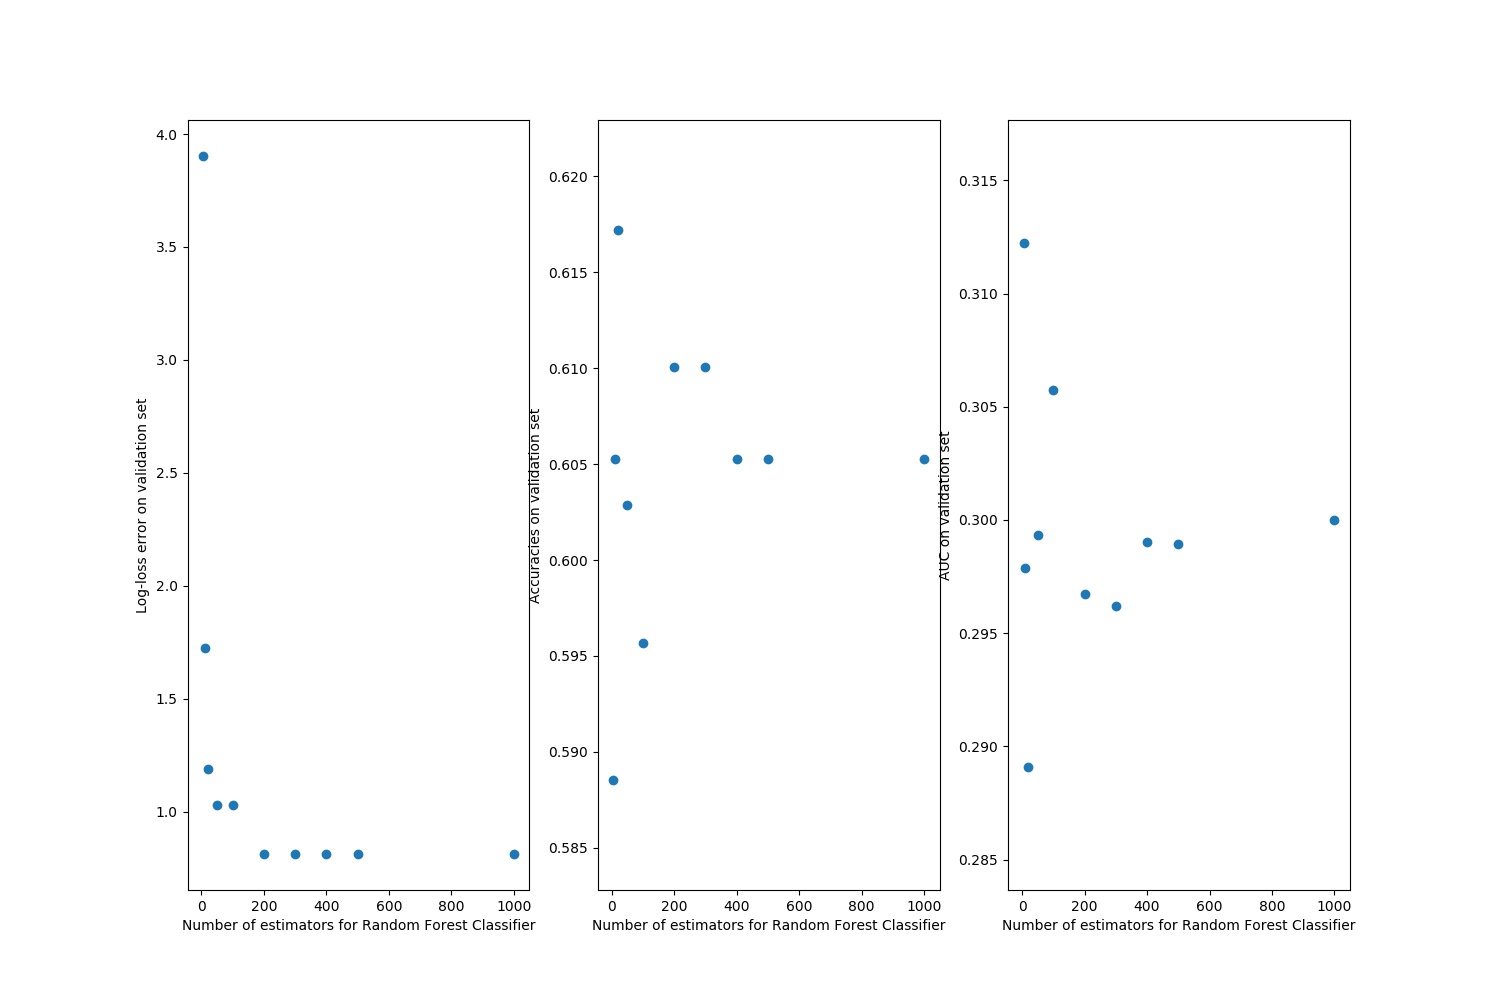 Log-loss error on validation set
4.0
3.5
3.0
2.5
2.0
1.5
1.0
0 200 400 600 800 1000
Number of estimators for Random Forest Classifier
Accuracies on validation set
0.620
0.615
0.610
0.605
0.600
0.595
0.590
0.585
0 200 400 600 800 1000
Number of estimators for Random Forest Classifier
AUC on validation set
0.315
0.310
0.305
0.300
0.295
0.290
0.285
0 200 400 600 800 1000
Number of estimators for Random Forest Classifier